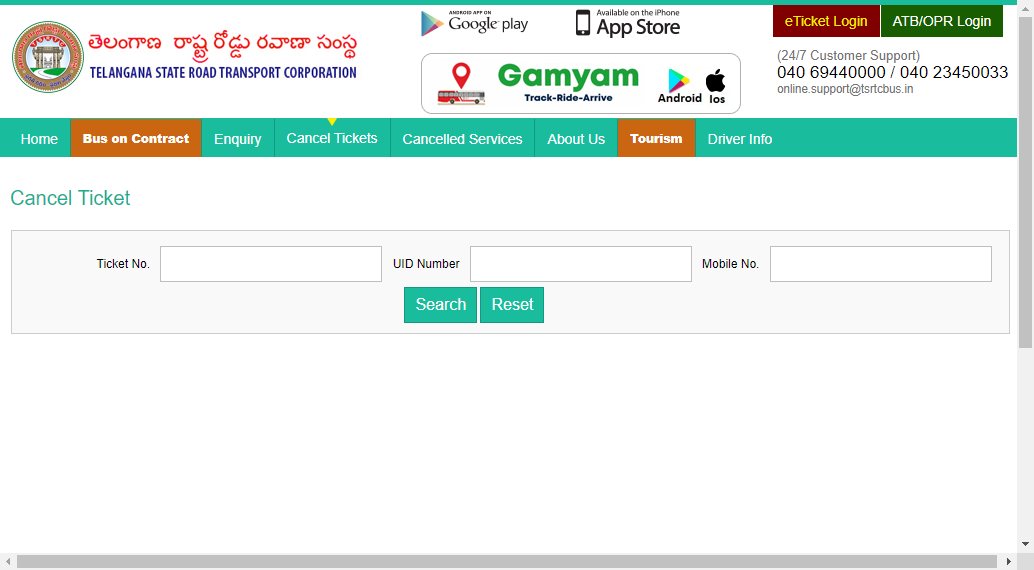 తెలంగాణ రాష్ట్ర రోడ్డు రవాణా సంస్థ
TELANGANA STATE ROAD TRANSPORT CORPORATION
ANDROID APP ON
Google play
Available on the iPhone
App Store
Gamyam
Track-Ride-Arrive
Android Ios
eTicket Login ATB/OPR Login
(24/7 Customer Support)
040 69440000 / 040 23450033
online.support@tsrtcbus.in
Home Bus on Contract Enquiry Cancel Tickets Cancelled Services About Us Tourism Driver Info
Cancel Ticket
Ticket No. UID Number Mobile No.
Search Reset